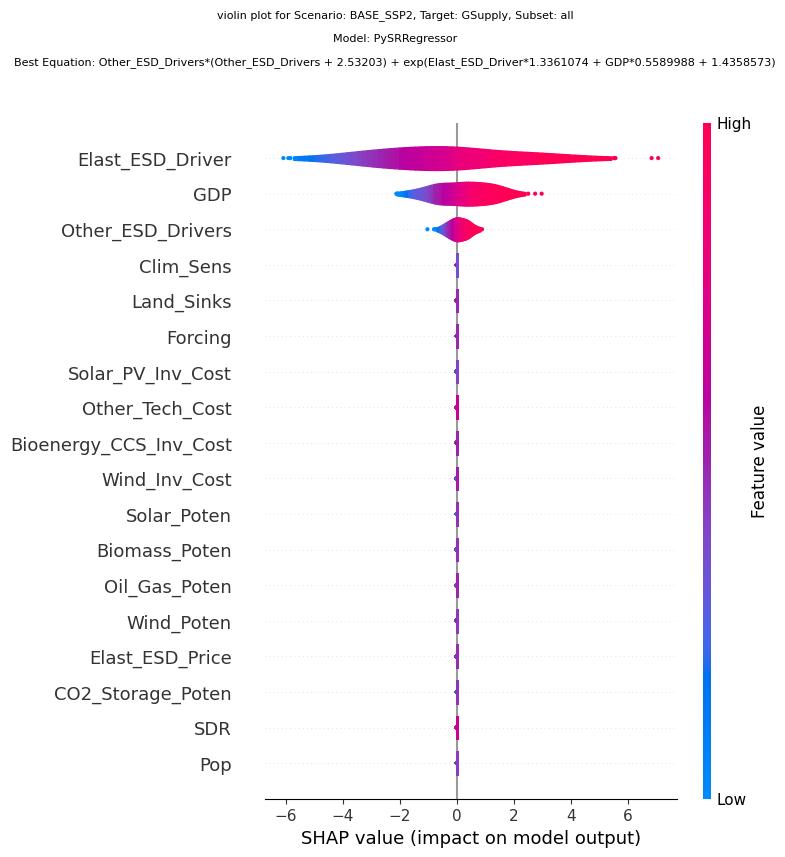 violin plot for Scenario: BASE_SSP2, Target: GSupply, Subset: all
Model: PySRRegressor
Best Equation: Other_ESD_Drivers*(Other_ESD_Drivers + 2.53203) + exp(Elast_ESD_Driver*1.3361074 + GDP*0.5589988 + 1.4358573)
High
Elast_ESD_Driver
GDP
Other_ESD_Drivers
Clim_Sens
Land_Sinks
Forcing
Solar_PV_Inv_Cost
Other_Tech_Cost
Bioenergy_CCS_Inv_Cost
Wind_Inv_Cost
Solar_Poten
Biomass_Poten
Oil_Gas_Poten
Wind_Poten
Elast_ESD_Price
CO2_Storage_Poten
SDR
Pop
Feature value
Low
−6 −4 −2 0 2 4 6
SHAP value (impact on model output)